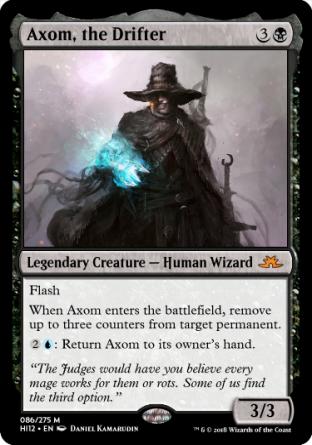 Axom, the Drifter 3
Legendary Creature — Human Wizard
Flash
When Axom enters the battlefield, remove
up to three counters from target permanent.
2 : Return Axom to its owner's hand.
"The Judges would have you believe every
mage works for them or rots. Some of us find
the third option."
3/3
086/275 M
HI12 • EN DANIEL KAMARUDIN
™ & © 2018 Wizards of the Coast